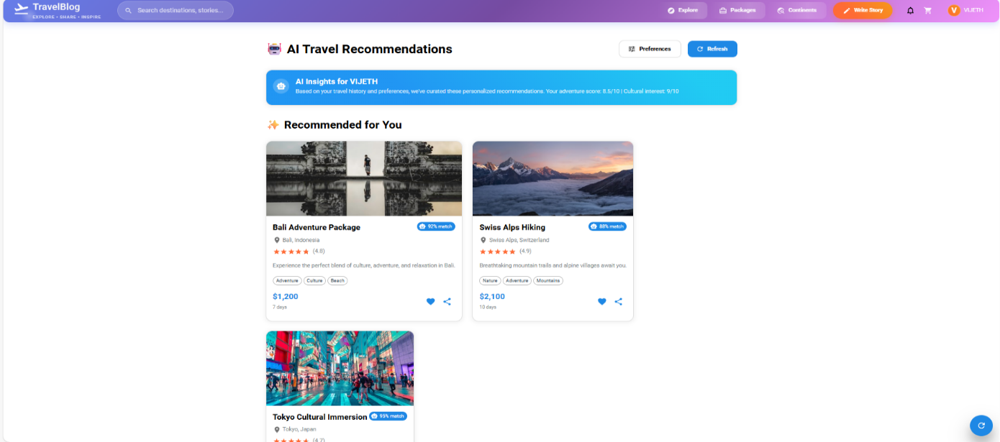 TravelBlog
EXPLORE • SHARE • INSPIRE
Search destinations, stories...
Explore
Packages
Continents
Write Story
V
VIJETH
AI Travel Recommendations
Preferences
Refresh
AI Insights for VIJETH
Based on your travel history and preferences, we've curated these personalized recommendations. Your adventure score: 8.5/10 | Cultural interest: 9/10
Recommended for You
Bali Adventure Package
92% match
Bali, Indonesia
(4.8)
Experience the perfect blend of culture, adventure, and relaxation in Bali.
Adventure
Culture
Beach
$1,200
7 days
Swiss Alps Hiking
88% match
Swiss Alps, Switzerland
(4.9)
Breathtaking mountain trails and alpine villages await you.
Nature
Adventure
Mountains
$2,100
10 days
Tokyo Cultural Immersion
95% match
Tokyo, Japan
(4.7)